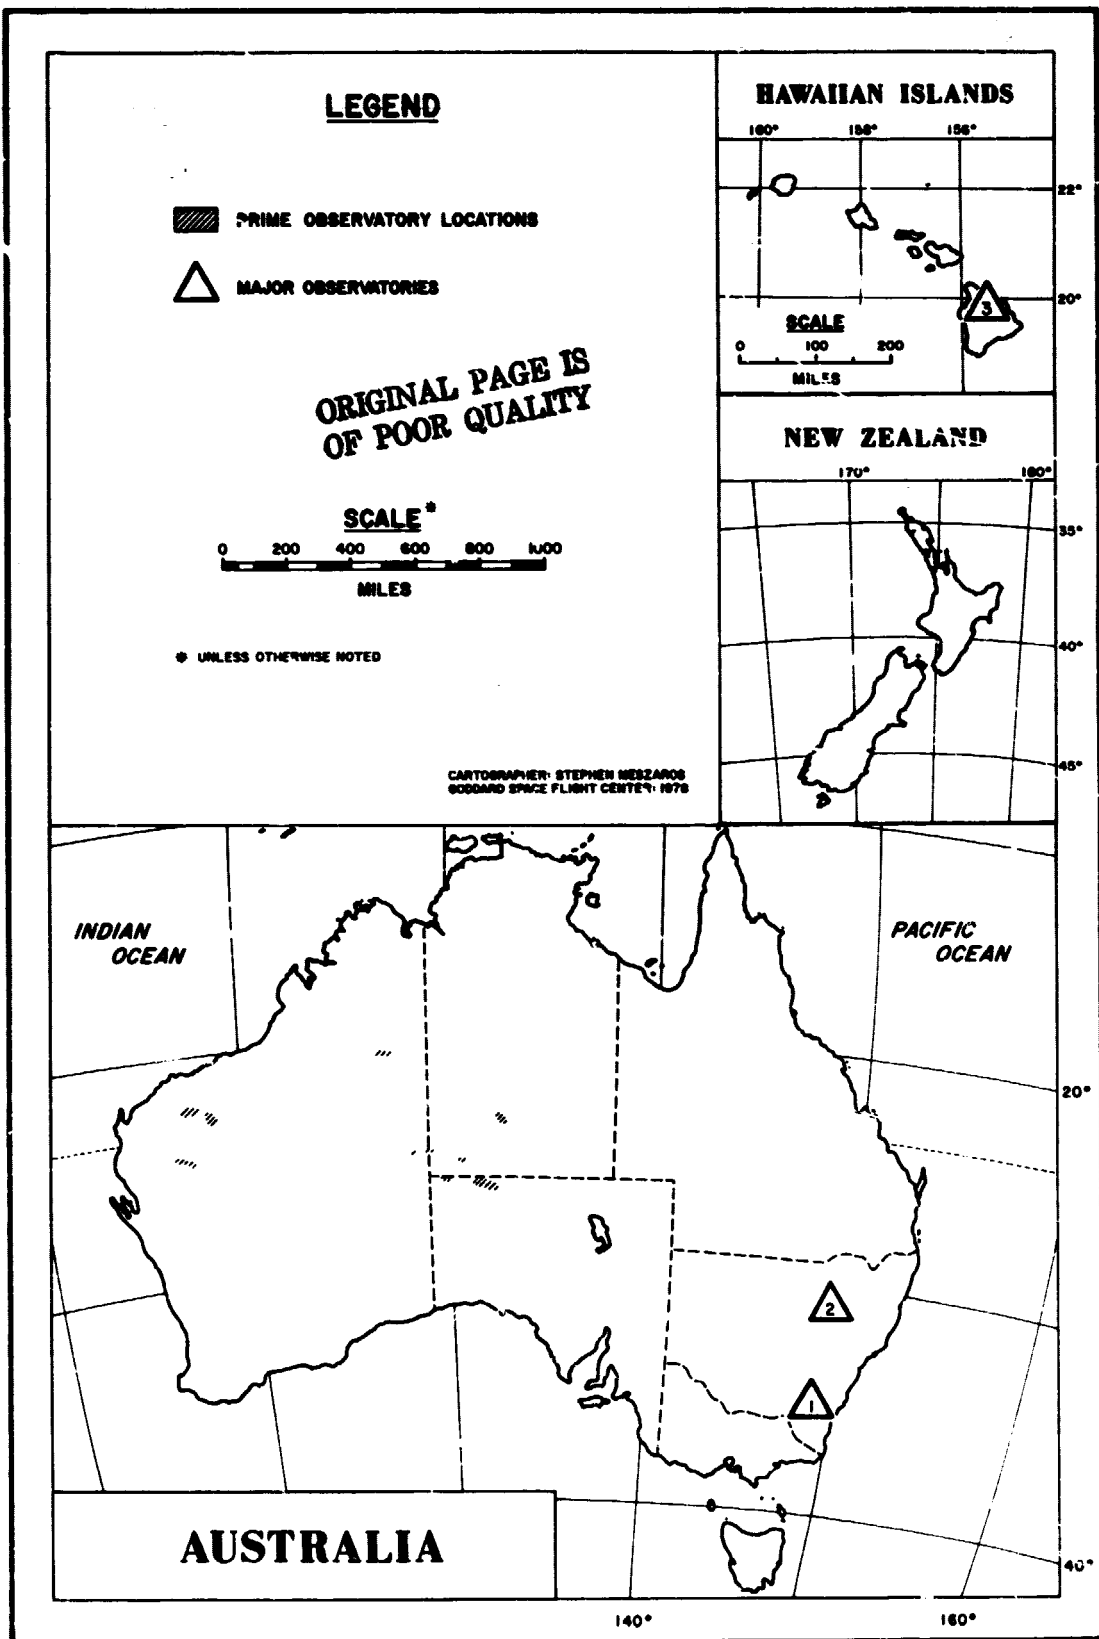 LEGEND
PRIME OBSERVATORY LOCATIONS
MAJOR OBSERVATORIES
ORIGINAL PAGE IS
OF POOR QUALITY
SCALE*
0 200 400 600 800 1000
MILES
* UNLESS OTHERWISE NOTED
CARTOGRAPHER: STEPHEN MESZAROS
GODDARD SPACE FLIGHT CENTER: 1978
HAWAIIAN ISLANDS
160° 158° 156°
22°
20°
3
SCALE
0 100 200
MILES
NEW ZEALAND
170° 180°
35°
40°
45°
INDIAN
OCEAN
PACIFIC
OCEAN
20°
2
1
AUSTRALIA
40°
140° 160°